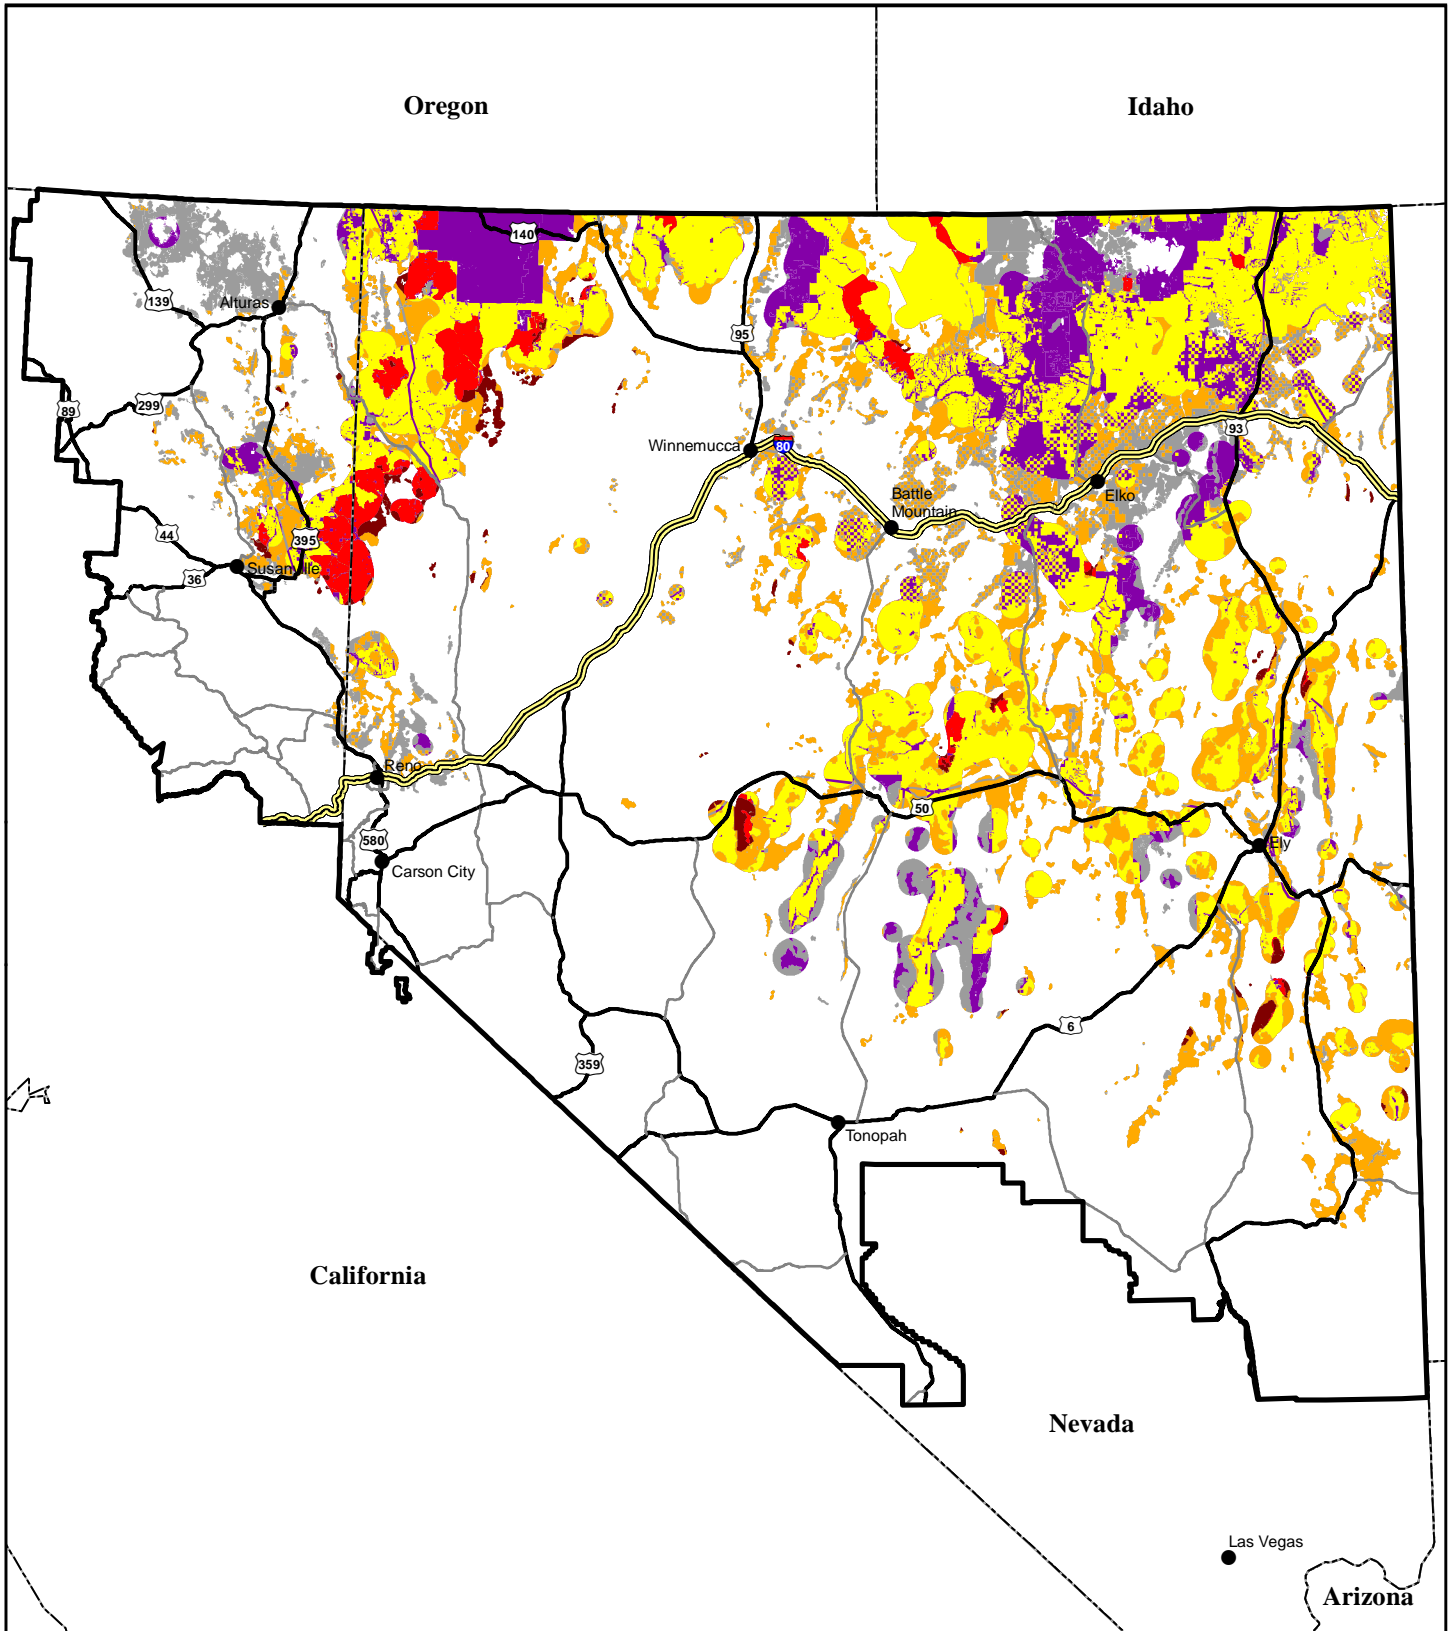 Oregon
Idaho
140
139
Alturas
95
89
299
Winnemucca
80
93
Elko
Battle
Mountain
44
395
Susanville
36
Reno
50
580
Carson City
Ely
6
359
Tonopah
California
Nevada
Las Vegas
Arizona